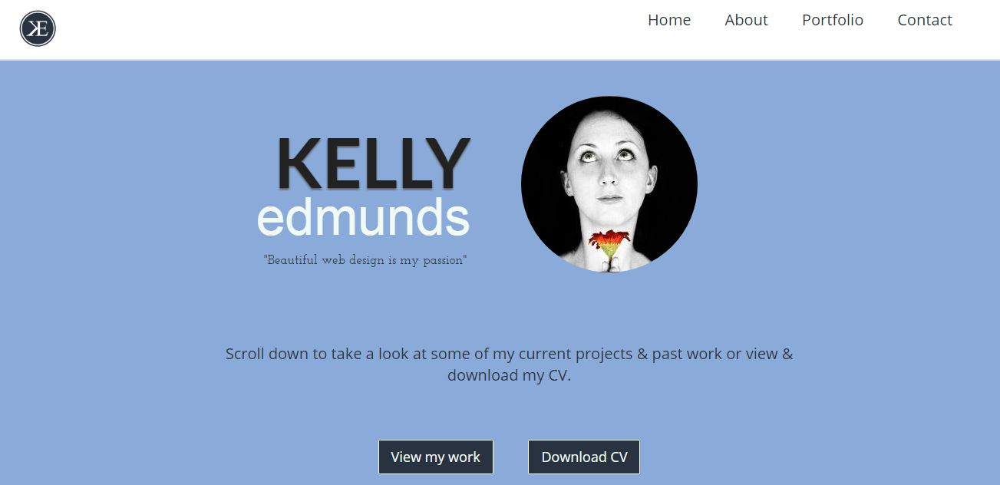 KE
Home About Portfolio Contact
KELLY
edmunds
"Beautiful web design is my passion"
Scroll down to take a look at some of my current projects & past work or view &
download my CV.
View my work Download CV